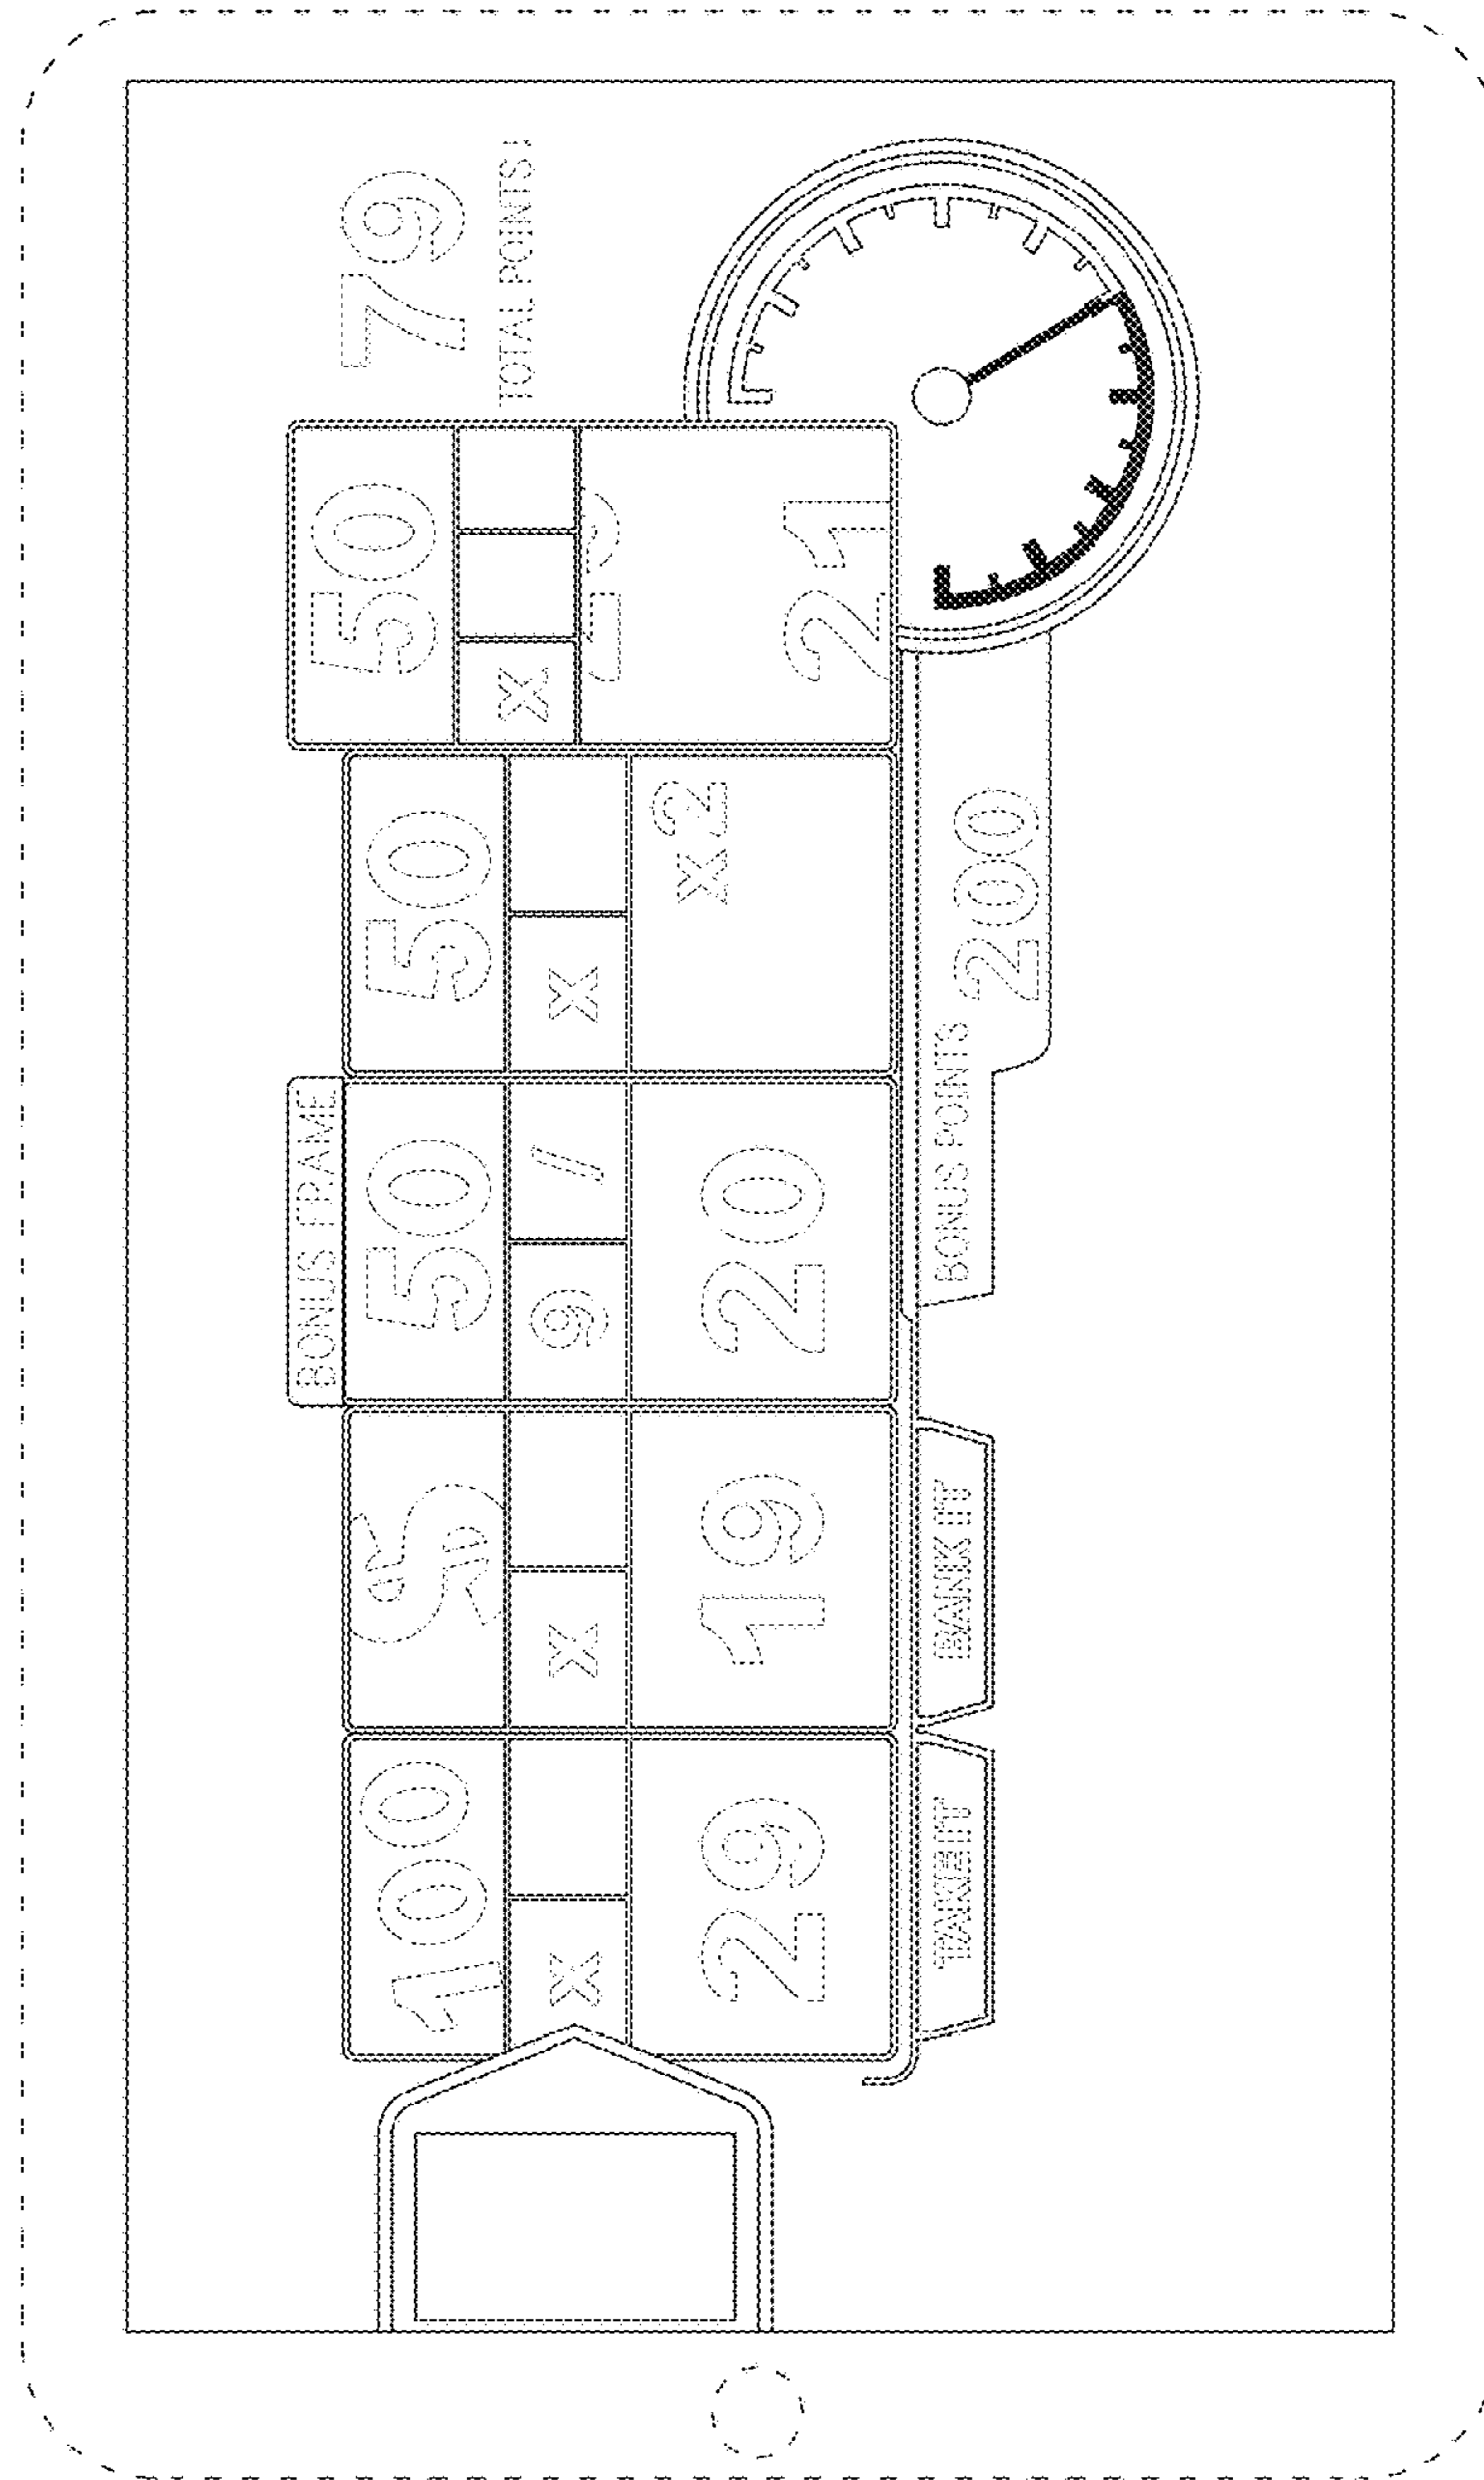 BONUS FRAME
100 50 50 50 79
X X 9 / X X TOTAL POINTS
29 19 20 x2 21
TAKE IT BANK IT BONUS POINTS 200